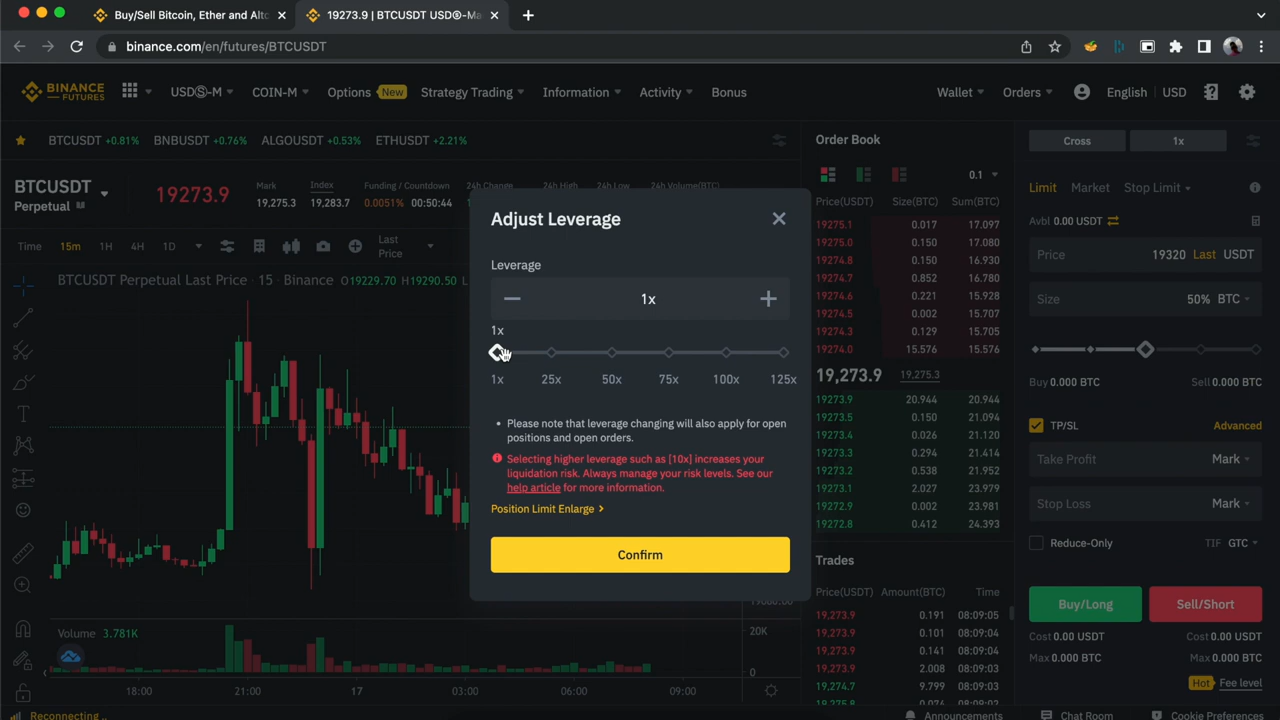 Buy/Sell Bitcoin, Ether and Altc
19273.9 | BTCUSDT USDⓈ-Ma
binance.com/en/futures/BTCUSDT
BINANCE
FUTURES
USDⓈ-M
COIN-M
Options
New
Strategy Trading
Information
Activity
Bonus
Wallet
Orders
English
USD
BTCUSDT +0.81%
BNBUSDT +0.76%
ALGOUSDT +0.53%
ETHUSDT +2.21%
BTCUSDT
Perpetual
19273.9
Mark
19,275.3
Index
19,283.7
Funding / Countdown
0.0051% 00:50:44
24h Change
24h High
24h Low
24h Volume(BTC)
Time
15m
1H
4H
1D
Last
Price
BTCUSDT Perpetual Last Price · 15 · Binance O19229.70 H19290.50 L
Volume 3.781K
20K
0
18:00
21:00
17
03:00
06:00
09:00
Reconnecting ..
Adjust Leverage
Leverage
1x
1x
1x
25x
50x
75x
100x
125x
• Please note that leverage changing will also apply for open
positions and open orders.
Selecting higher leverage such as [10x] increases your
liquidation risk. Always manage your risk levels. See our
help article for more information.
Position Limit Enlarge
Confirm
Order Book
0.1
Price(USDT) Size(BTC) Sum(BTC)
19275.1 0.017 17.097
19275.0 0.150 17.080
19274.8 0.150 16.930
19274.7 0.852 16.780
19274.6 0.221 15.928
19274.5 0.002 15.707
19274.3 0.129 15.705
19274.0 15.576 15.576
19,273.9 19,275.3
19273.9 20.944 20.944
19273.5 0.150 21.094
19273.4 0.026 21.120
19273.3 0.294 21.414
19273.2 0.538 21.952
19273.1 2.027 23.979
19272.9 0.002 23.981
19272.8 0.412 24.393
Trades
Price(USDT) Amount(BTC) Time
19,273.9 0.191 08:09:05
19,273.9 0.101 08:09:04
19,273.9 0.141 08:09:04
19,273.9 2.008 08:09:03
19,274.7 9.799 08:09:03
Cross
1x
Limit
Market
Stop Limit
Avbl 0.00 USDT
Price 19320 Last USDT
Size 50% BTC
Buy 0.000 BTC
Sell 0.000 BTC
TP/SL
Advanced
Take Profit Mark
Stop Loss Mark
Reduce-Only
TIF GTC
Buy/Long
Sell/Short
Cost 0.00 USDT
Cost 0.00 USDT
Max 0.000 BTC
Max 0.000 BTC
Hot Fee level
Announcements
Chat Room
Cookie Preferences